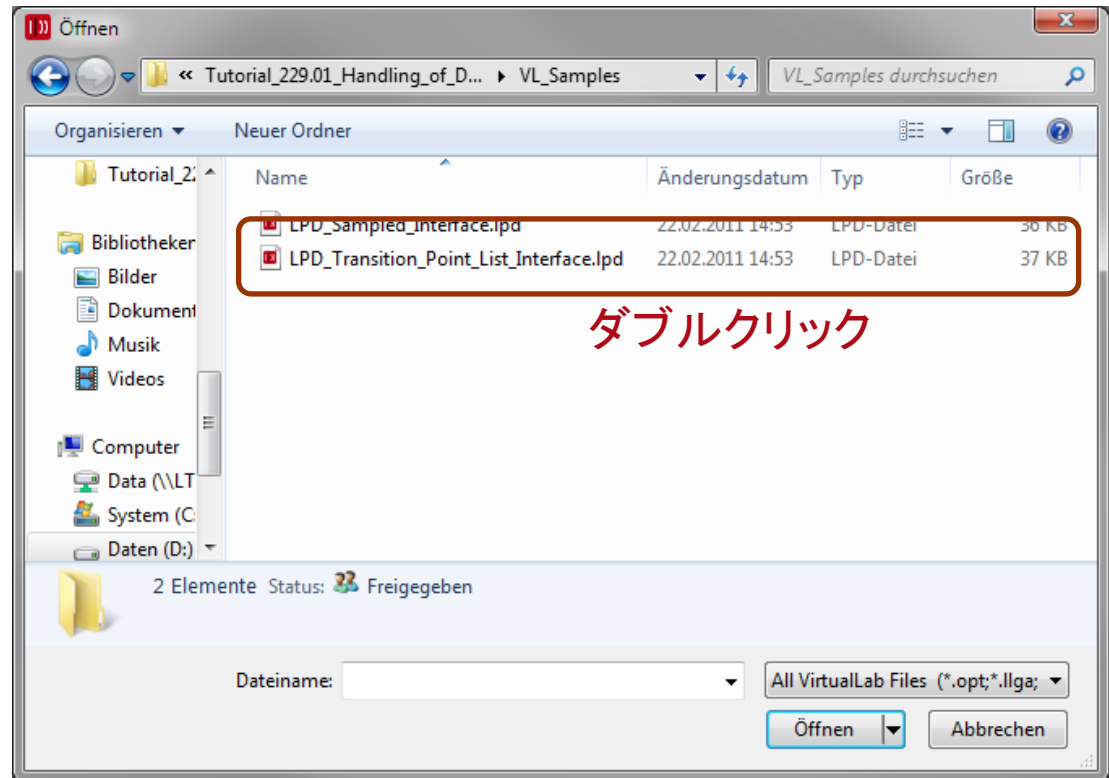 Öffnen
« Tutorial_229.01_Handling_of_D... ▸ VL_Samples VL_Samples durchsuchen
Organisieren ▾ Neuer Ordner
Tutorial_22
Name Änderungsdatum Typ Größe
LPD_Sampled_Interface.lpd 22.02.2011 14:53 LPD-Datei 36 KB
Bibliotheken LPD_Transition_Point_List_Interface.lpd 22.02.2011 14:53 LPD-Datei 37 KB
Bilder
Dokument
ダブルクリック
Musik
Videos
Computer
Data (\\LT
System (C:
Daten (D:)
2 Elemente Status: Freigegeben
Dateiname: All VirtualLab Files (*.opt;*.llga;
Öffnen Abbrechen